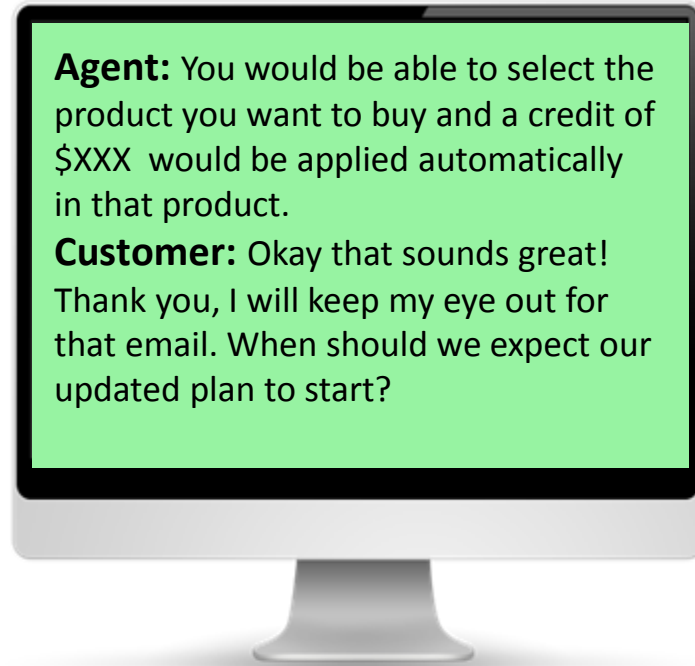 Agent: You would be able to select the
product you want to buy and a credit of
$XXX would be applied automatically
in that product.
Customer: Okay that sounds great!
Thank you, I will keep my eye out for
that email. When should we expect our
updated plan to start?